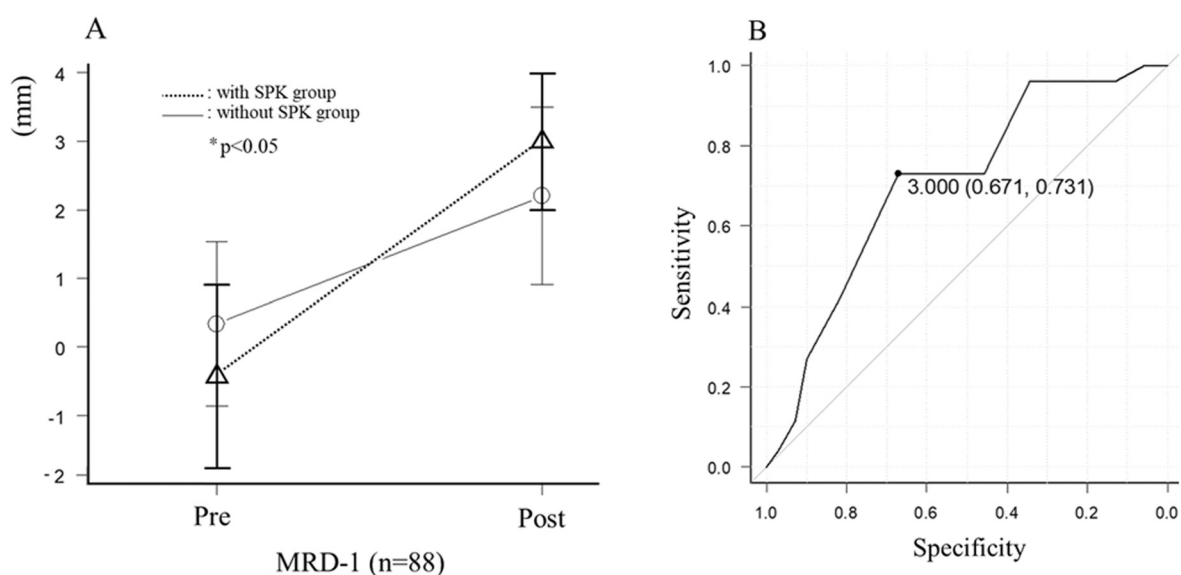 A
(mm)
4
3
2
1
0
-1
-2
: with SPK group
: without SPK group
*p<0.05
Pre
Post
MRD-1 (n=88)
B
Sensitivity
1.0
0.8
0.6
0.4
0.2
0.0
3.000 (0.671, 0.731)
1.0 0.8 0.6 0.4 0.2 0.0
Specificity